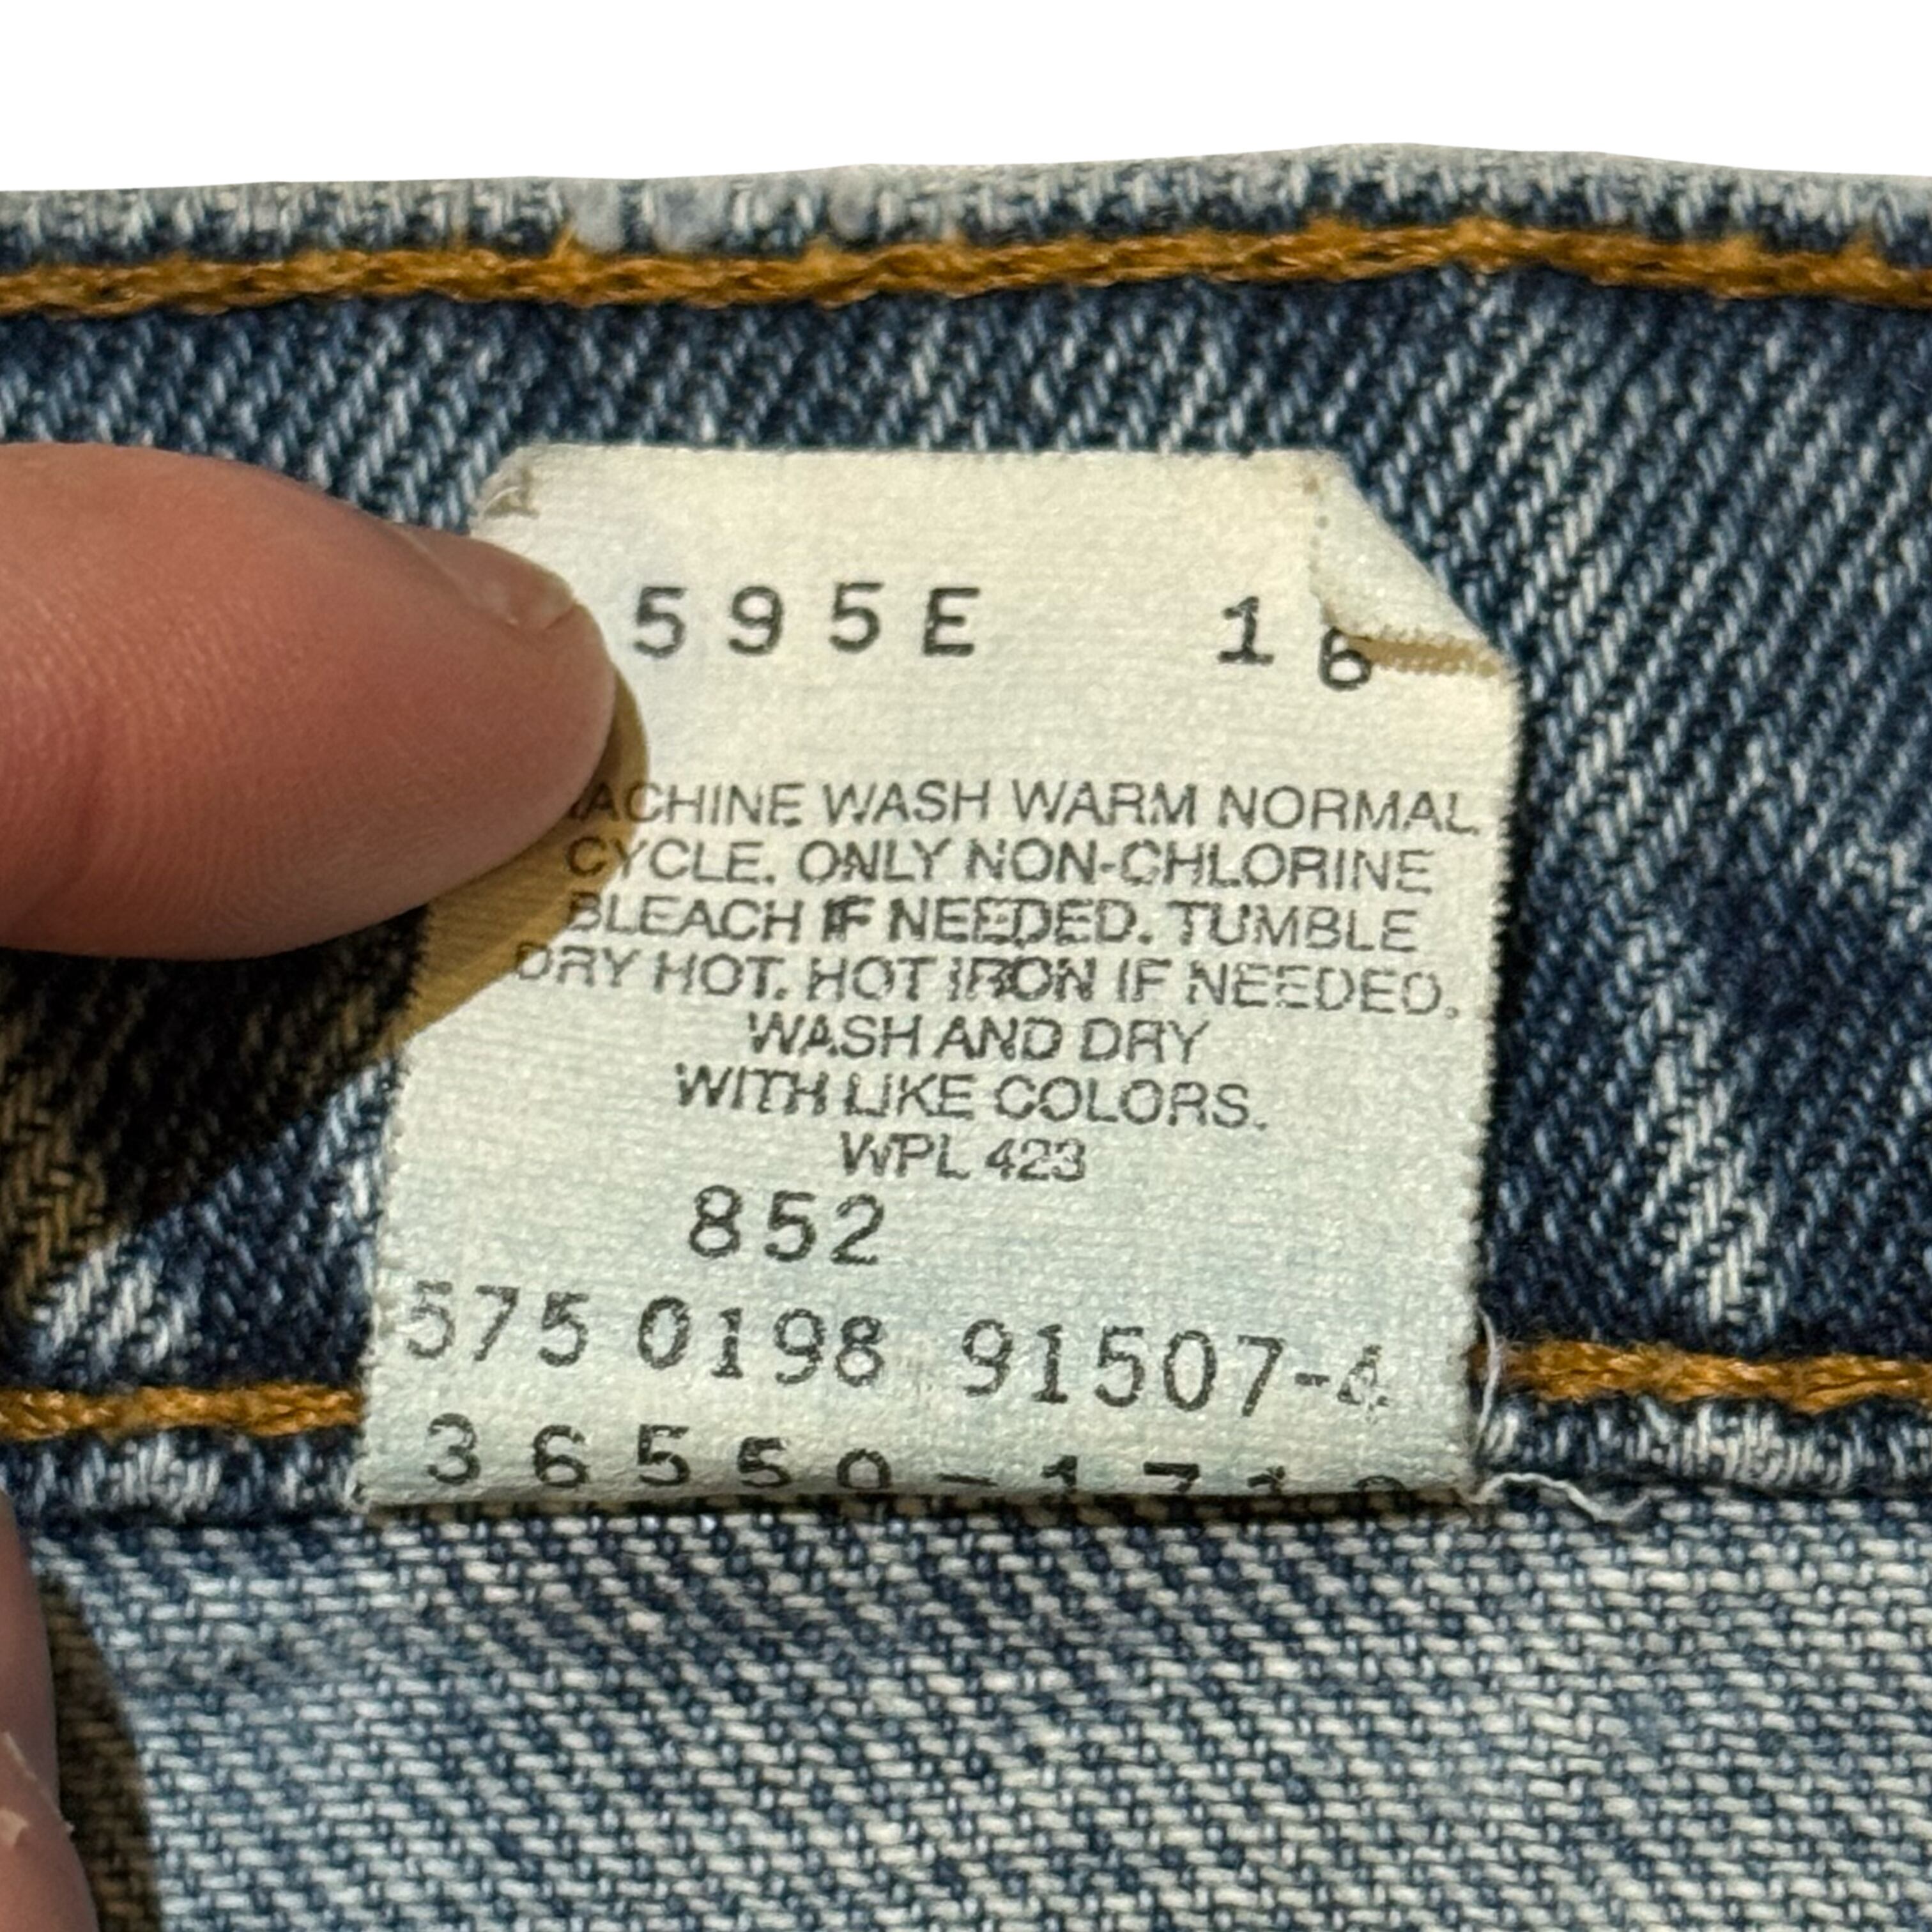 595E 16
ACHINE WASH WARM NORMAL
CYCLE. ONLY NON-CHLORINE
BLEACH IF NEEDED. TUMBLE
DRY HOT. HOT IRON IF NEEDED.
WASH AND DRY
WITH LIKE COLORS.
WPL 423
852
575 0198 91507-4